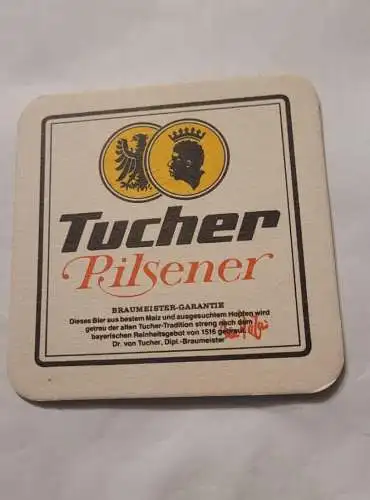 Tucher
Pilsener
BRAUMEISTER-GARANTIE
Dieses Bier aus bestem Malz und ausgesuchtem Hopfen wird
getreu der alten Tucher-Tradition streng nach dem
bayerischen Reinheitsgebot von 1516 gebraut.
Dr. von Tucher, Dipl.-Braumeister